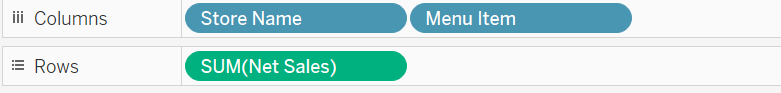 Columns Store Name Menu Item
Rows SUM(Net Sales)